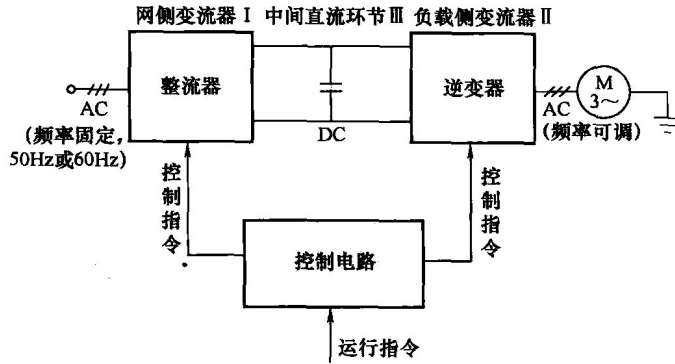 网侧变流器Ⅰ 中间直流环节Ⅲ 负载侧变流器Ⅱ
整流器
逆变器
M
3~
AC
(频率固定,
50Hz或60Hz)
DC
AC
(频率可调)
控制指令
控制指令
控制电路
运行指令